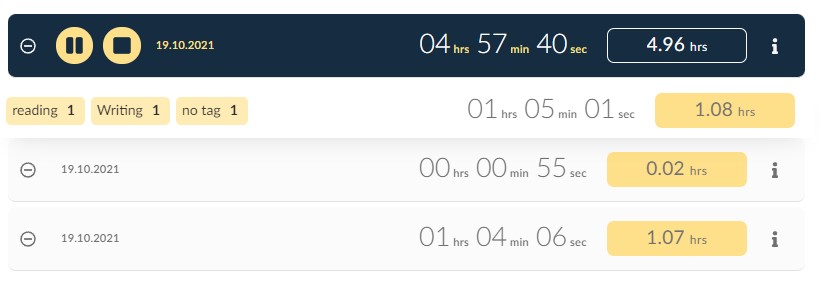 19.10.2021 04 hrs 57 min 40 sec 4.96 hrs
reading 1 Writing 1 no tag 1 01 hrs 05 min 01 sec 1.08 hrs
19.10.2021 00 hrs 00 min 55 sec 0.02 hrs
19.10.2021 01 hrs 04 min 06 sec 1.07 hrs